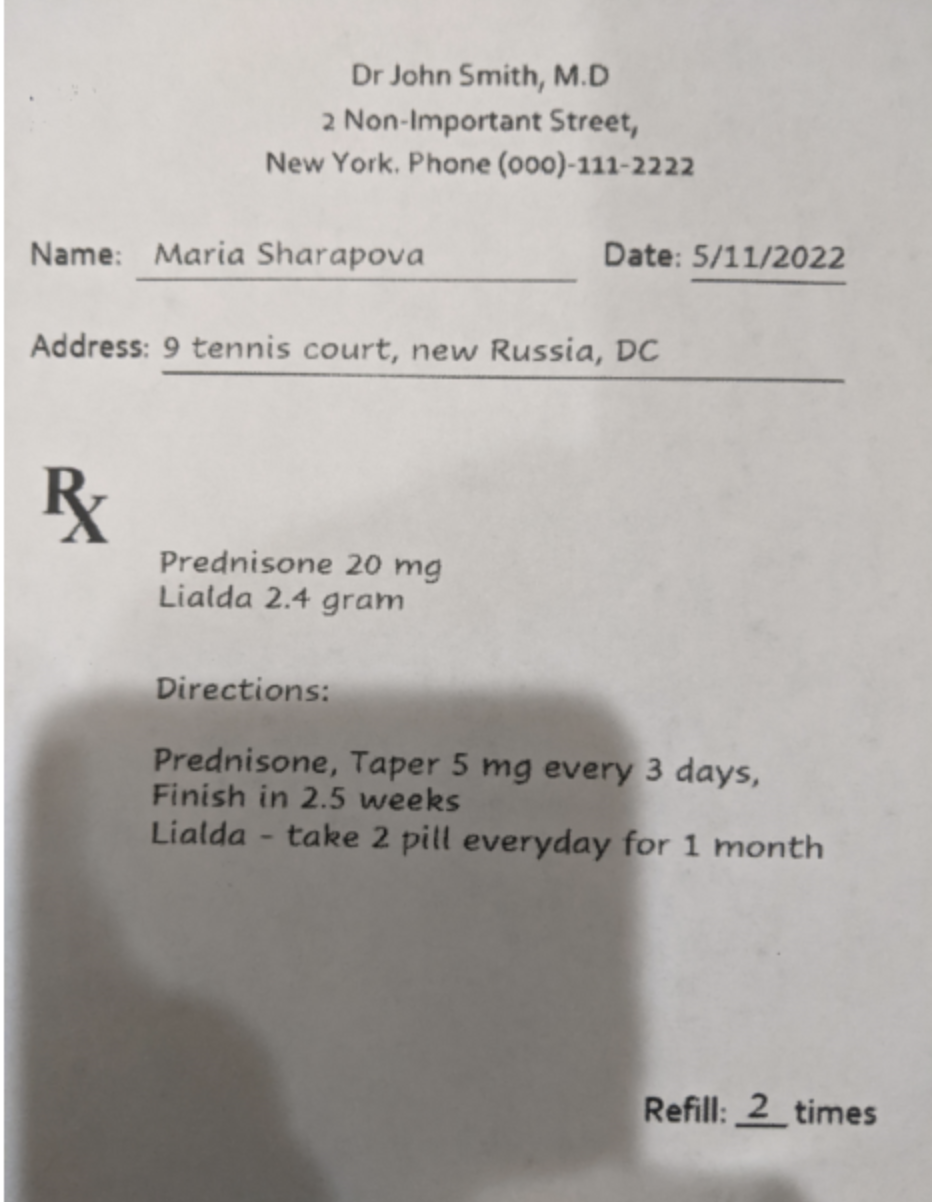 Dr John Smith, M.D
2 Non-Important Street,
New York. Phone (000)-111-2222
Name: Maria Sharapova Date: 5/11/2022
Address: 9 tennis court, new Russia, DC
Rx
Prednisone 20 mg
Lialda 2.4 gram
Directions:
Prednisone, Taper 5 mg every 3 days,
Finish in 2.5 weeks
Lialda - take 2 pill everyday for 1 month
Refill: 2 times